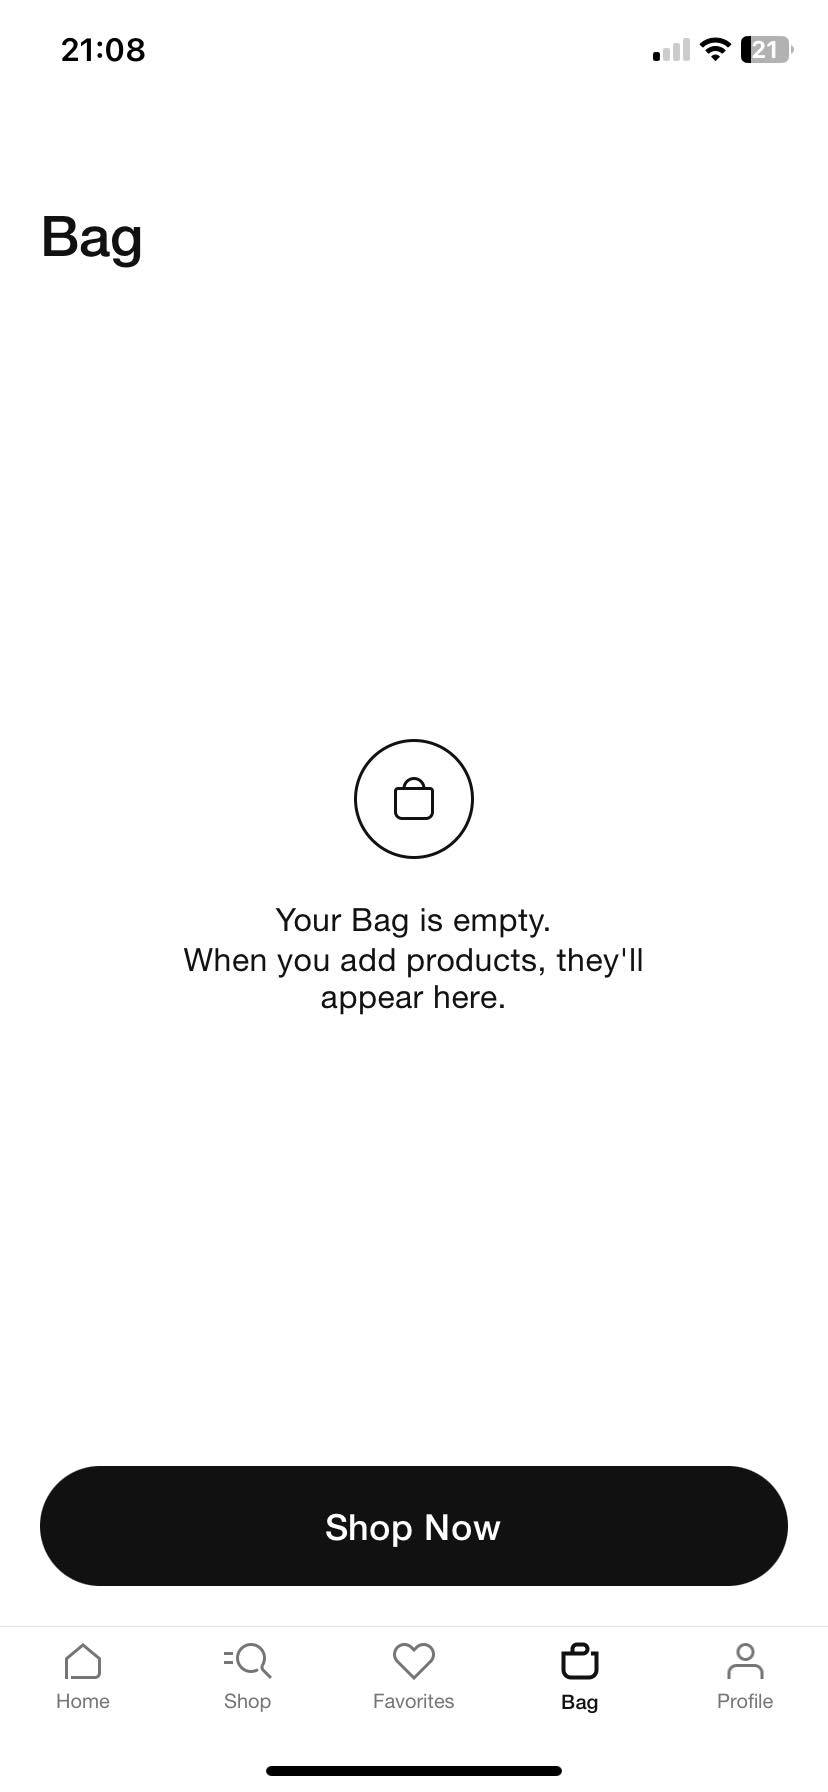 21:08
21
Bag
Your Bag is empty.
When you add products, they'll
appear here.
Shop Now
Home
Shop
Favorites
Bag
Profile